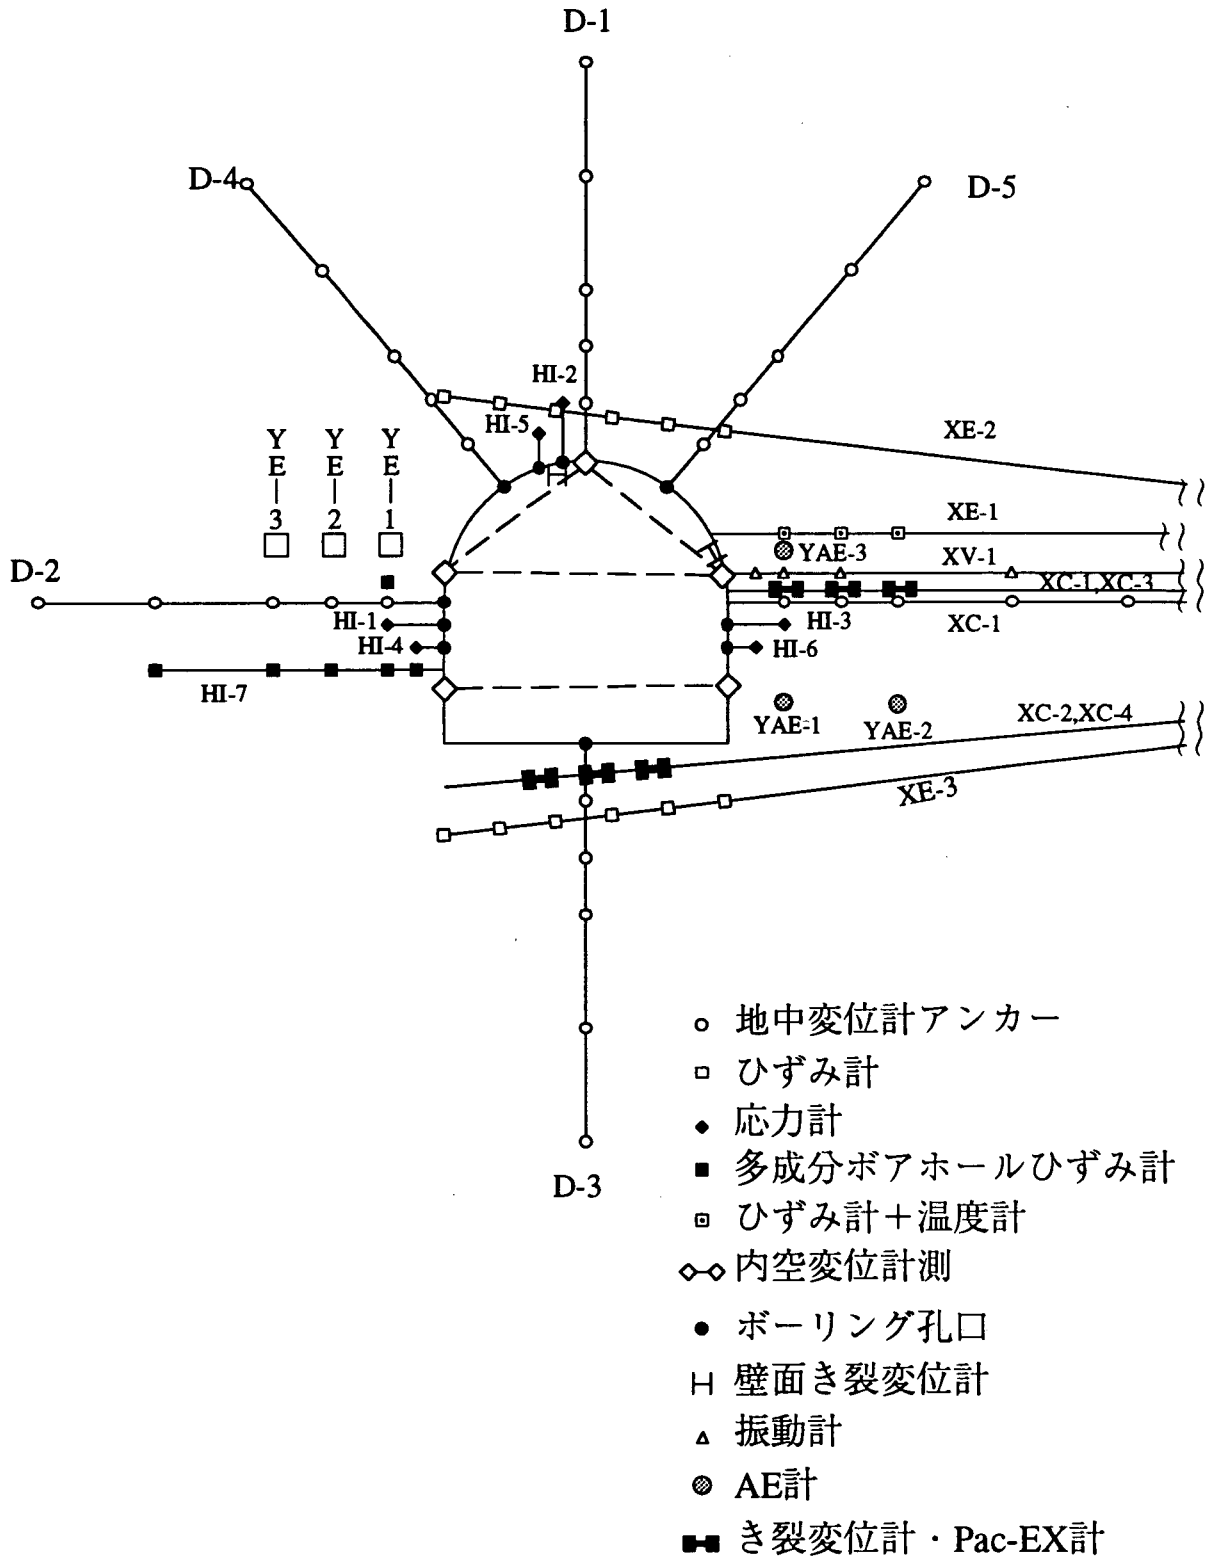 D-1
D-4
D-5
HI-2
HI-5
XE-2
YE-3
YE-2
YE-1
XE-1
YAE-3
XV-1
D-2
XC-1,XC-3
HI-1
HI-3
XC-1
HI-4
HI-6
HI-7
YAE-1
YAE-2
XC-2,XC-4
XE-3
D-3
地中変位計アンカー
ひずみ計
応力計
多成分ボアホールひずみ計
ひずみ計+温度計
内空変位計測
ボーリング孔口
壁面き裂変位計
振動計
AE計
き裂変位計・Pac-EX計